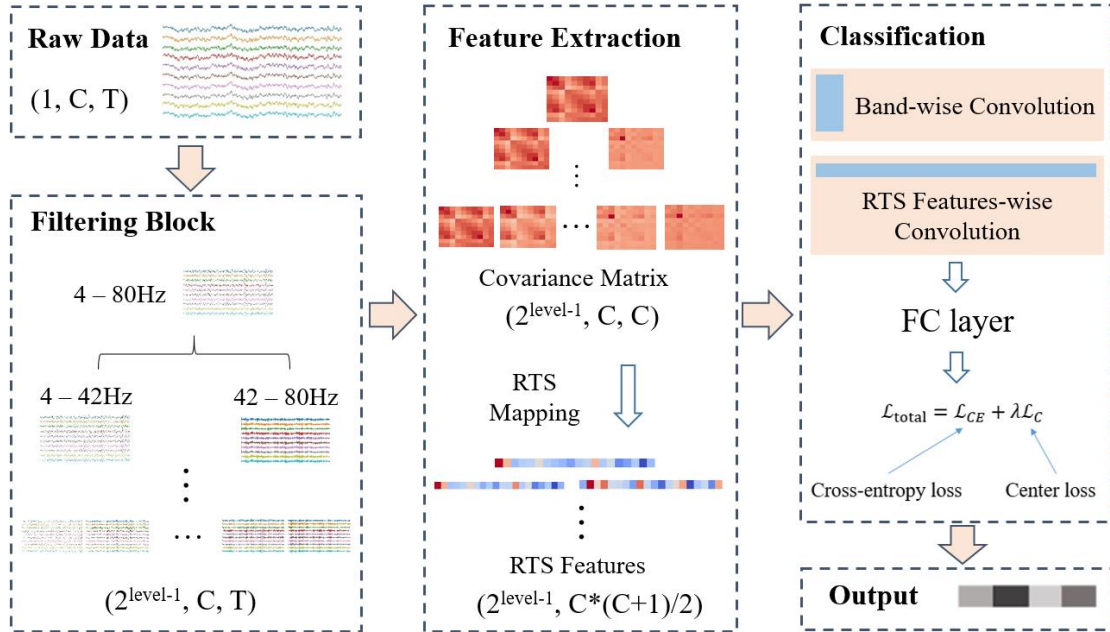 Raw Data
(1, C, T)
Filtering Block
4 – 80Hz
4 – 42Hz
42 – 80Hz
(2^level-1, C, T)
Feature Extraction
Covariance Matrix
(2^level-1, C, C)
RTS
Mapping
RTS Features
(2^level-1, C*(C+1)/2)
Classification
Band-wise Convolution
RTS Features-wise
Convolution
FC layer
ℒtotal = ℒCE + λℒC
Cross-entropy loss
Center loss
Output